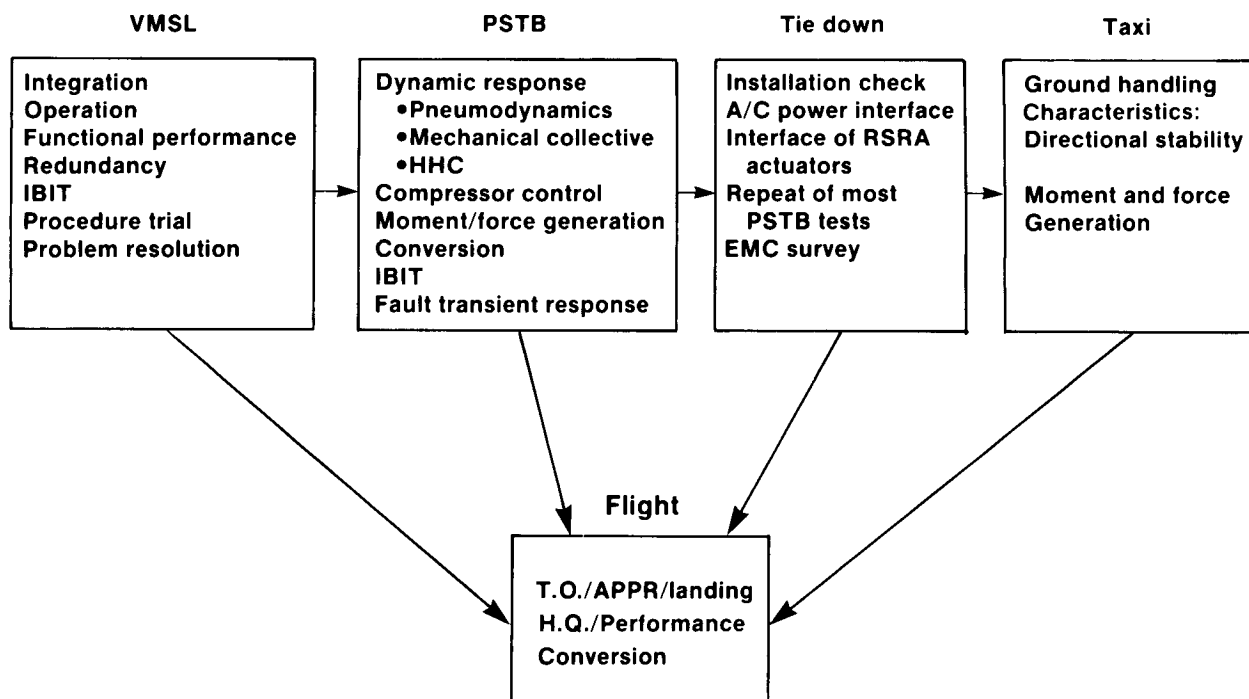 VMSL
Integration
Operation
Functional performance
Redundancy
IBIT
Procedure trial
Problem resolution
PSTB
Dynamic response
•Pneumodynamics
•Mechanical collective
•HHC
Compressor control
Moment/force generation
Conversion
IBIT
Fault transient response
Tie down
Installation check
A/C power interface
Interface of RSRA
actuators
Repeat of most
PSTB tests
EMC survey
Taxi
Ground handling
Characteristics:
Directional stability
Moment and force
Generation
Flight
T.O./APPR/landing
H.Q./Performance
Conversion